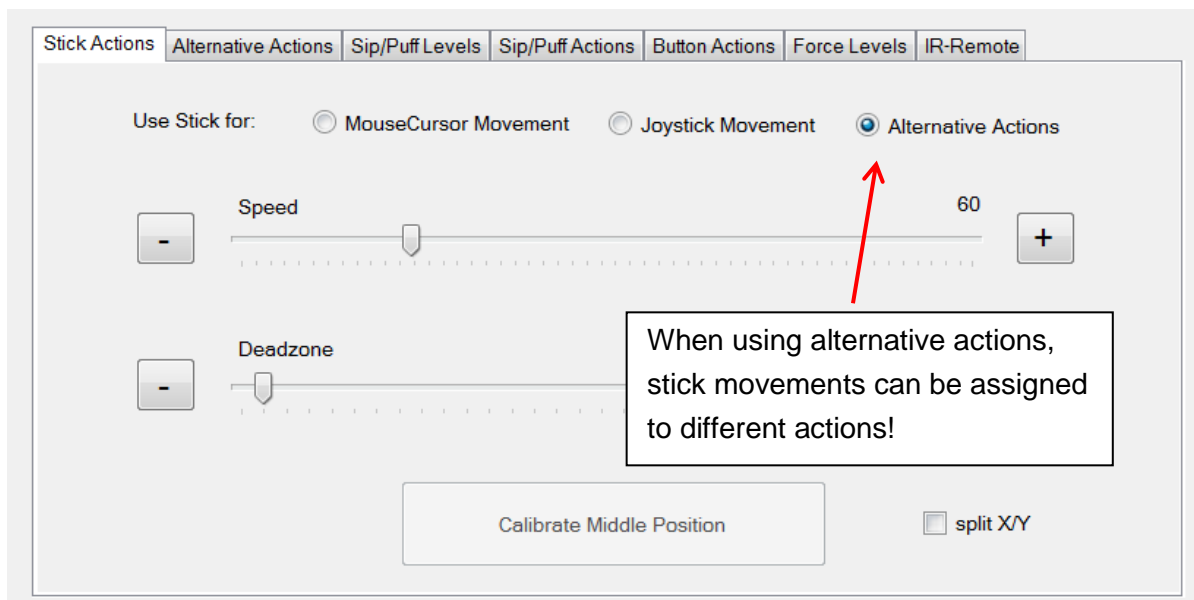 Stick Actions Alternative Actions Sip/Puff Levels Sip/Puff Actions Button Actions Force Levels IR-Remote
Use Stick for: MouseCursor Movement Joystick Movement Alternative Actions
Speed 60
- +
Deadzone
-
When using alternative actions,
stick movements can be assigned
to different actions!
Calibrate Middle Position split X/Y